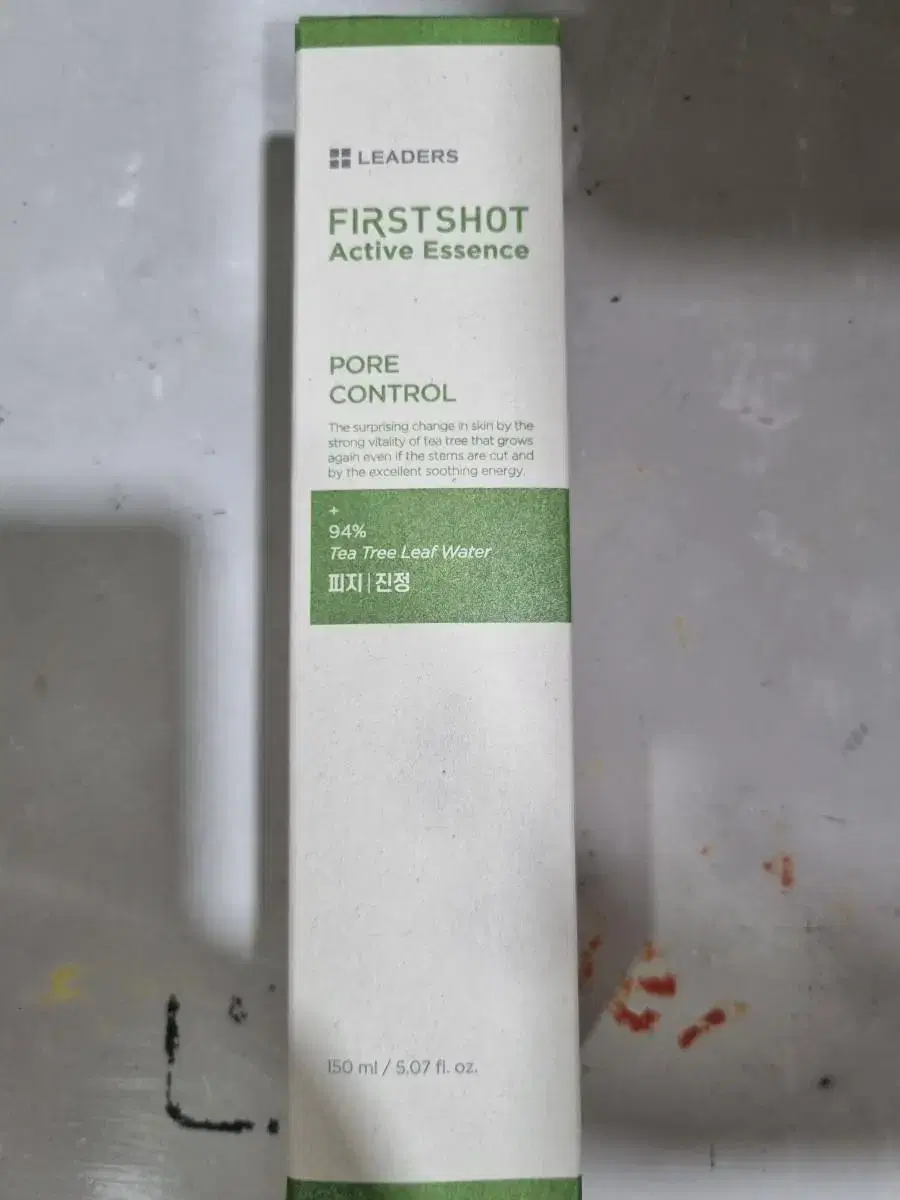 LEADERS
FIRSTSHOT
Active Essence
PORE
CONTROL
The surprising change in skin by the
strong vitality of tea tree that grows
again even if the stems are cut and
by the excellent soothing energy.
+
94%
Tea Tree Leaf Water
피지|진정
150 ml / 5.07 fl. oz.
L.